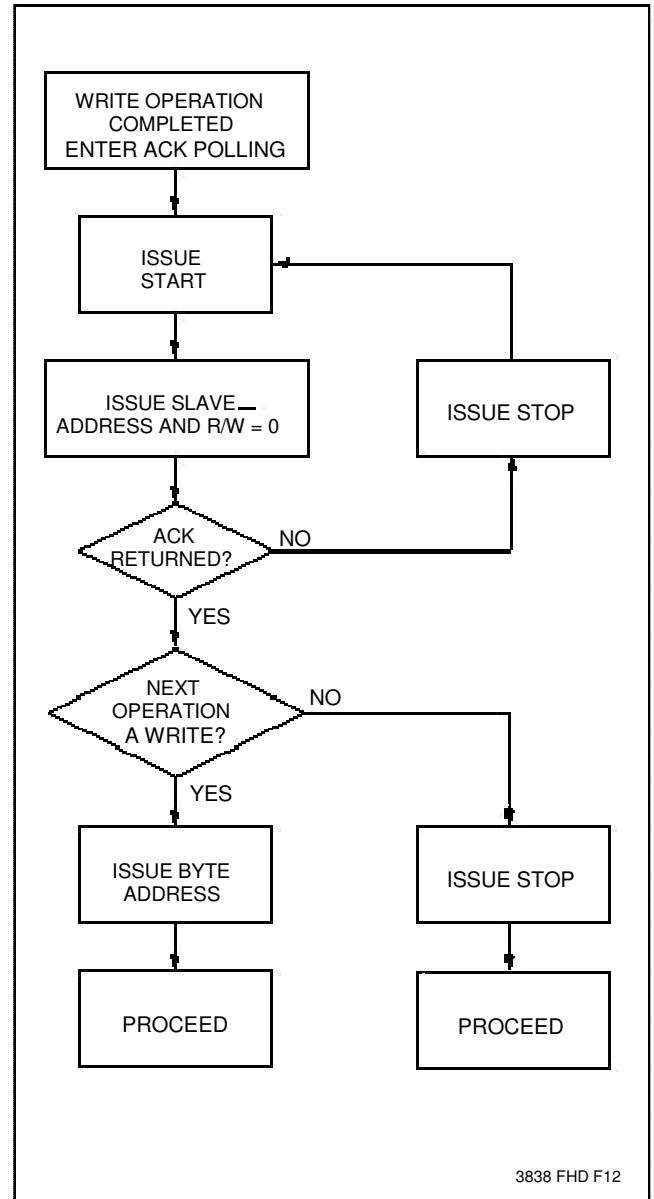 WRITE OPERATION
COMPLETED
ENTER ACK POLLING
ISSUE
START
ISSUE SLAVE
ADDRESS AND R/W = 0
ISSUE STOP
ACK
RETURNED?
NO
YES
NEXT
OPERATION
A WRITE?
NO
YES
ISSUE BYTE
ADDRESS
ISSUE STOP
PROCEED
PROCEED
3838 FHD F12